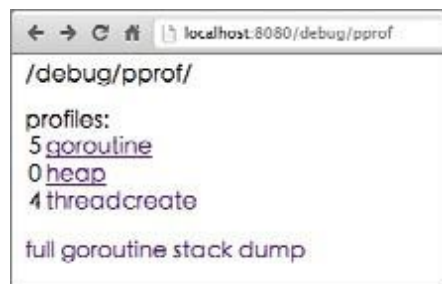 localhost:8080/debug/pprof
/debug/pprof/
profiles:
5 goroutine
0 heap
4 threadcreate
full goroutine stack dump